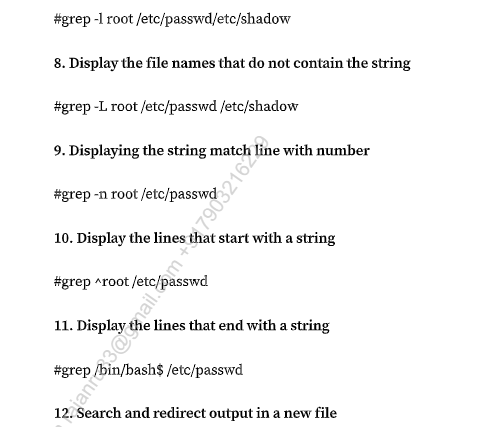 #grep -l root /etc/passwd/etc/shadow
8. Display the file names that do not contain the string
#grep -L root /etc/passwd /etc/shadow
9. Displaying the string match line with number
#grep -n root /etc/passwd
10. Display the lines that start with a string
#grep ^root /etc/passwd
11. Display the lines that end with a string
#grep /bin/bash$ /etc/passwd
12. Search and redirect output in a new file